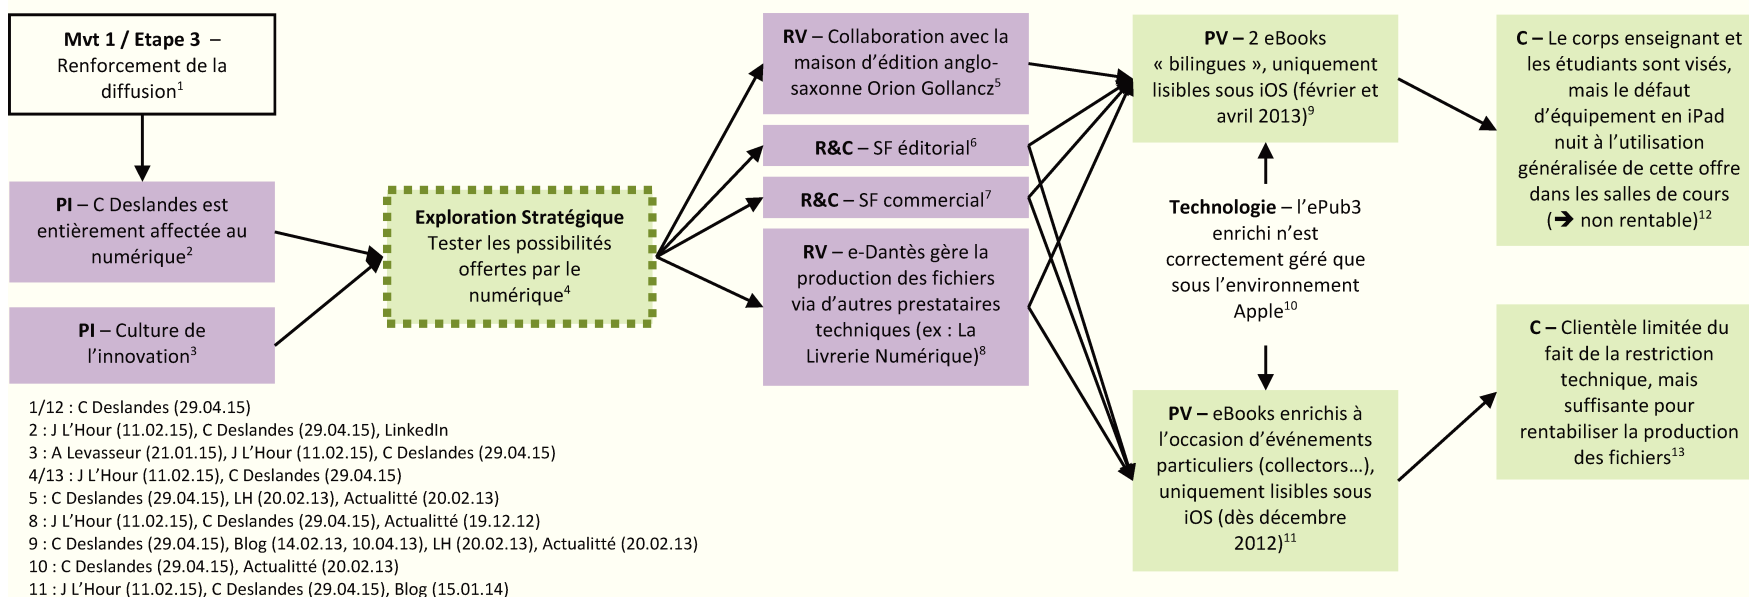 Mvt 1 / Etape 3 –
Renforcement de la
diffusion1
PI – C Deslandes est
entièrement affectée au
numérique2
PI – Culture de
l’innovation3
Exploration Stratégique
Tester les possibilités
offertes par le
numérique4
RV – Collaboration avec la
maison d’édition anglo-
saxonne Orion Gollancz5
R&C – SF éditorial6
R&C – SF commercial7
RV – e-Dantès gère la
production des fichiers
via d’autres prestataires
techniques (ex : La
Livrerie Numérique)8
PV – 2 eBooks
« bilingues », uniquement
lisibles sous iOS (février et
avril 2013)9
Technologie – l’ePub3
enrichi n’est
correctement géré que
sous l’environnement
Apple10
PV – eBooks enrichis à
l’occasion d’événements
particuliers (collectors…),
uniquement lisibles sous
iOS (dès décembre
2012)11
C – Le corps enseignant et
les étudiants sont visés,
mais le défaut
d’équipement en iPad
nuit à l’utilisation
généralisée de cette offre
dans les salles de cours
(➔ non rentable)12
C – Clientèle limitée du
fait de la restriction
technique, mais
suffisante pour
rentabiliser la production
des fichiers13
1/12 : C Deslandes (29.04.15)
2 : J L’Hour (11.02.15), C Deslandes (29.04.15), LinkedIn
3 : A Levasseur (21.01.15), J L’Hour (11.02.15), C Deslandes (29.04.15)
4/13 : J L’Hour (11.02.15), C Deslandes (29.04.15)
5 : C Deslandes (29.04.15), LH (20.02.13), Actualitté (20.02.13)
8 : J L’Hour (11.02.15), C Deslandes (29.04.15), Actualitté (19.12.12)
9 : C Deslandes (29.04.15), Blog (14.02.13, 10.04.13), LH (20.02.13), Actualitté (20.02.13)
10 : C Deslandes (29.04.15), Actualitté (20.02.13)
11 : J L’Hour (11.02.15), C Deslandes (29.04.15), Blog (15.01.14)